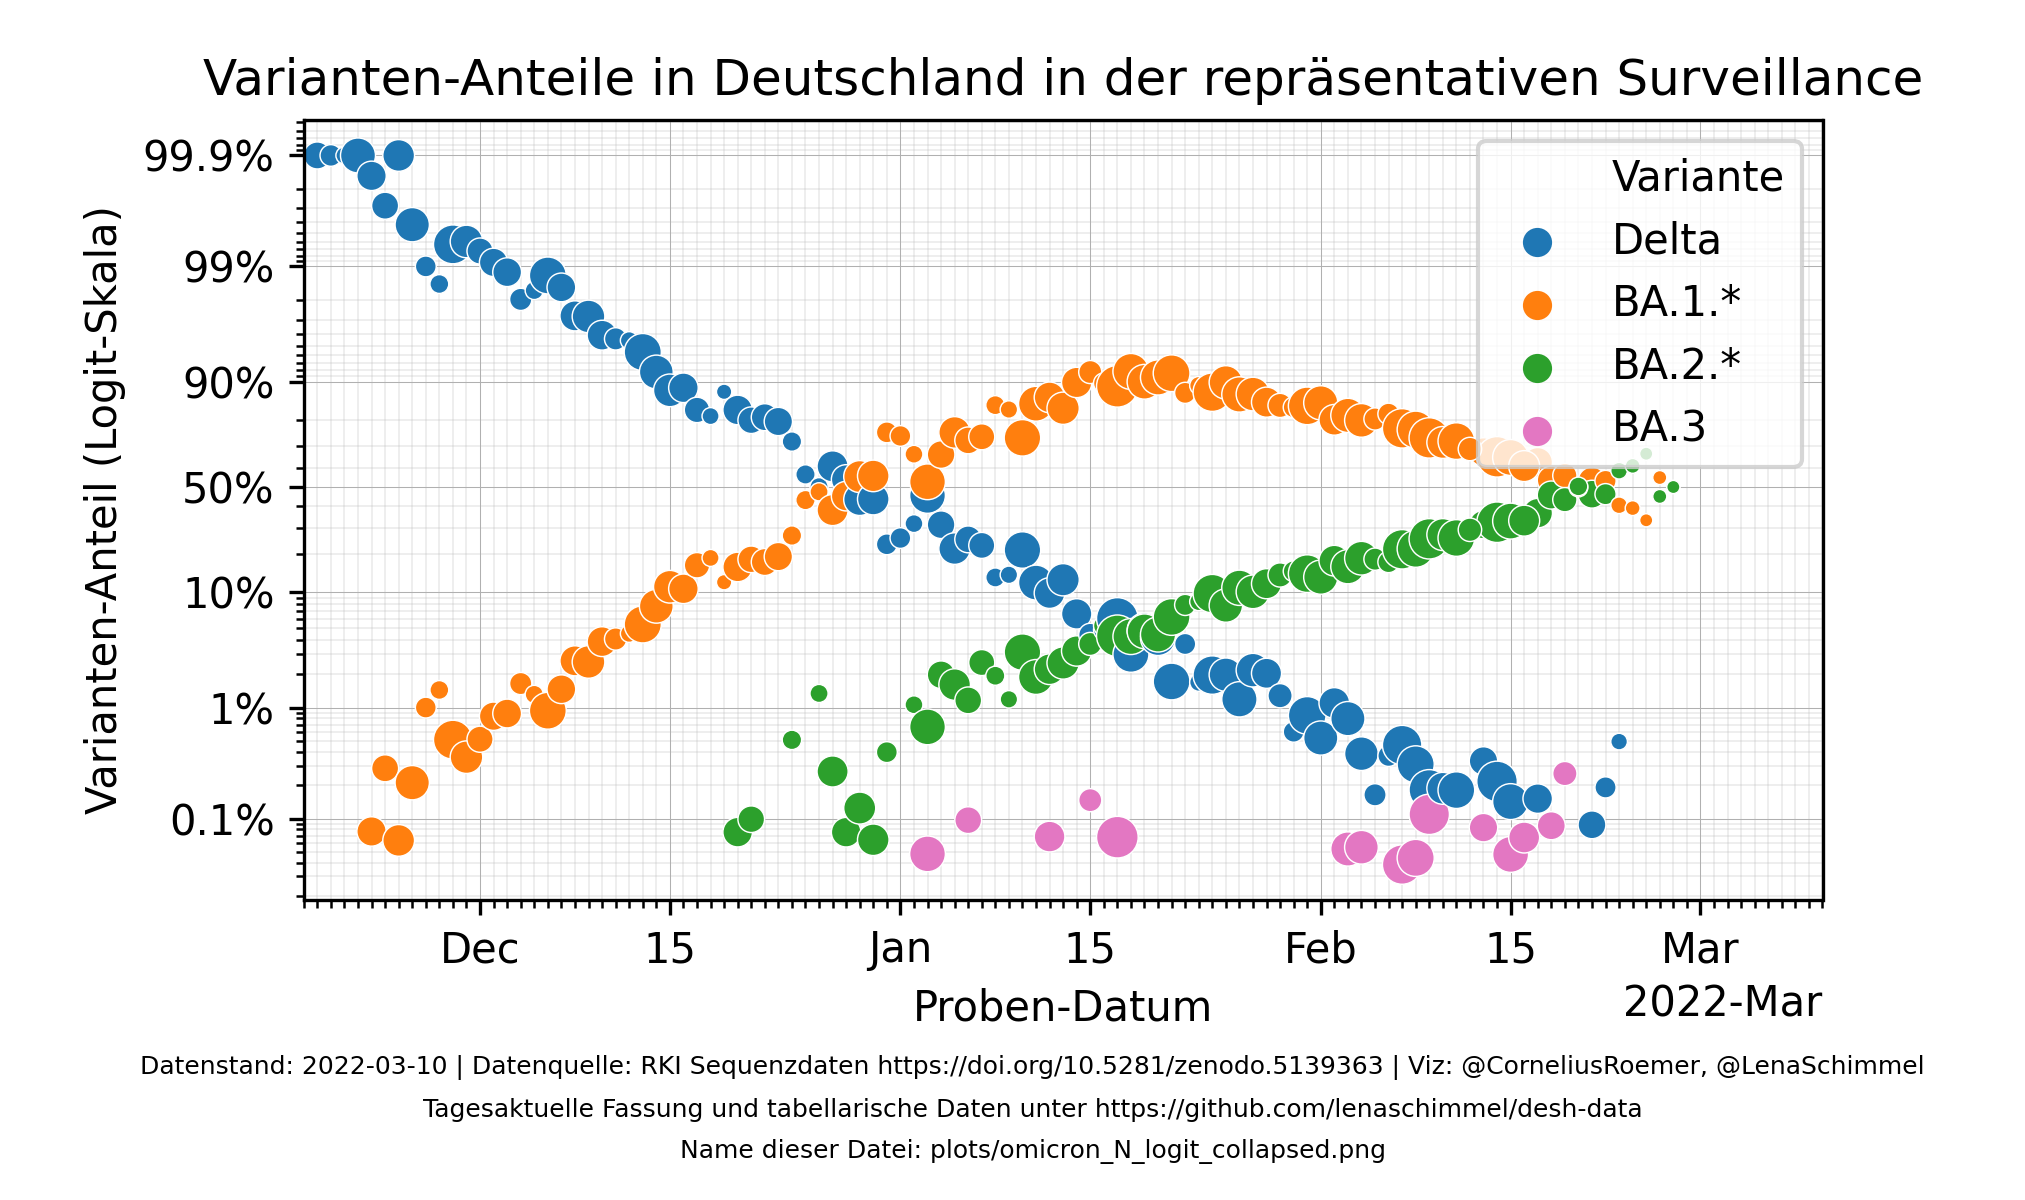 Varianten-Anteile in Deutschland in der repräsentativen Surveillance
Varianten-Anteil (Logit-Skala)
99.9%
99%
90%
50%
10%
1%
0.1%
Variante
Delta
BA.1.*
BA.2.*
BA.3
Dec 15 Jan 15 Feb 15 Mar
Proben-Datum
2022-Mar
Datenstand: 2022-03-10 | Datenquelle: RKI Sequenzdaten https://doi.org/10.5281/zenodo.5139363 | Viz: @CorneliusRoemer, @LenaSchimmel
Tagesaktuelle Fassung und tabellarische Daten unter https://github.com/lenaschimmel/desh-data
Name dieser Datei: plots/omicron_N_logit_collapsed.png